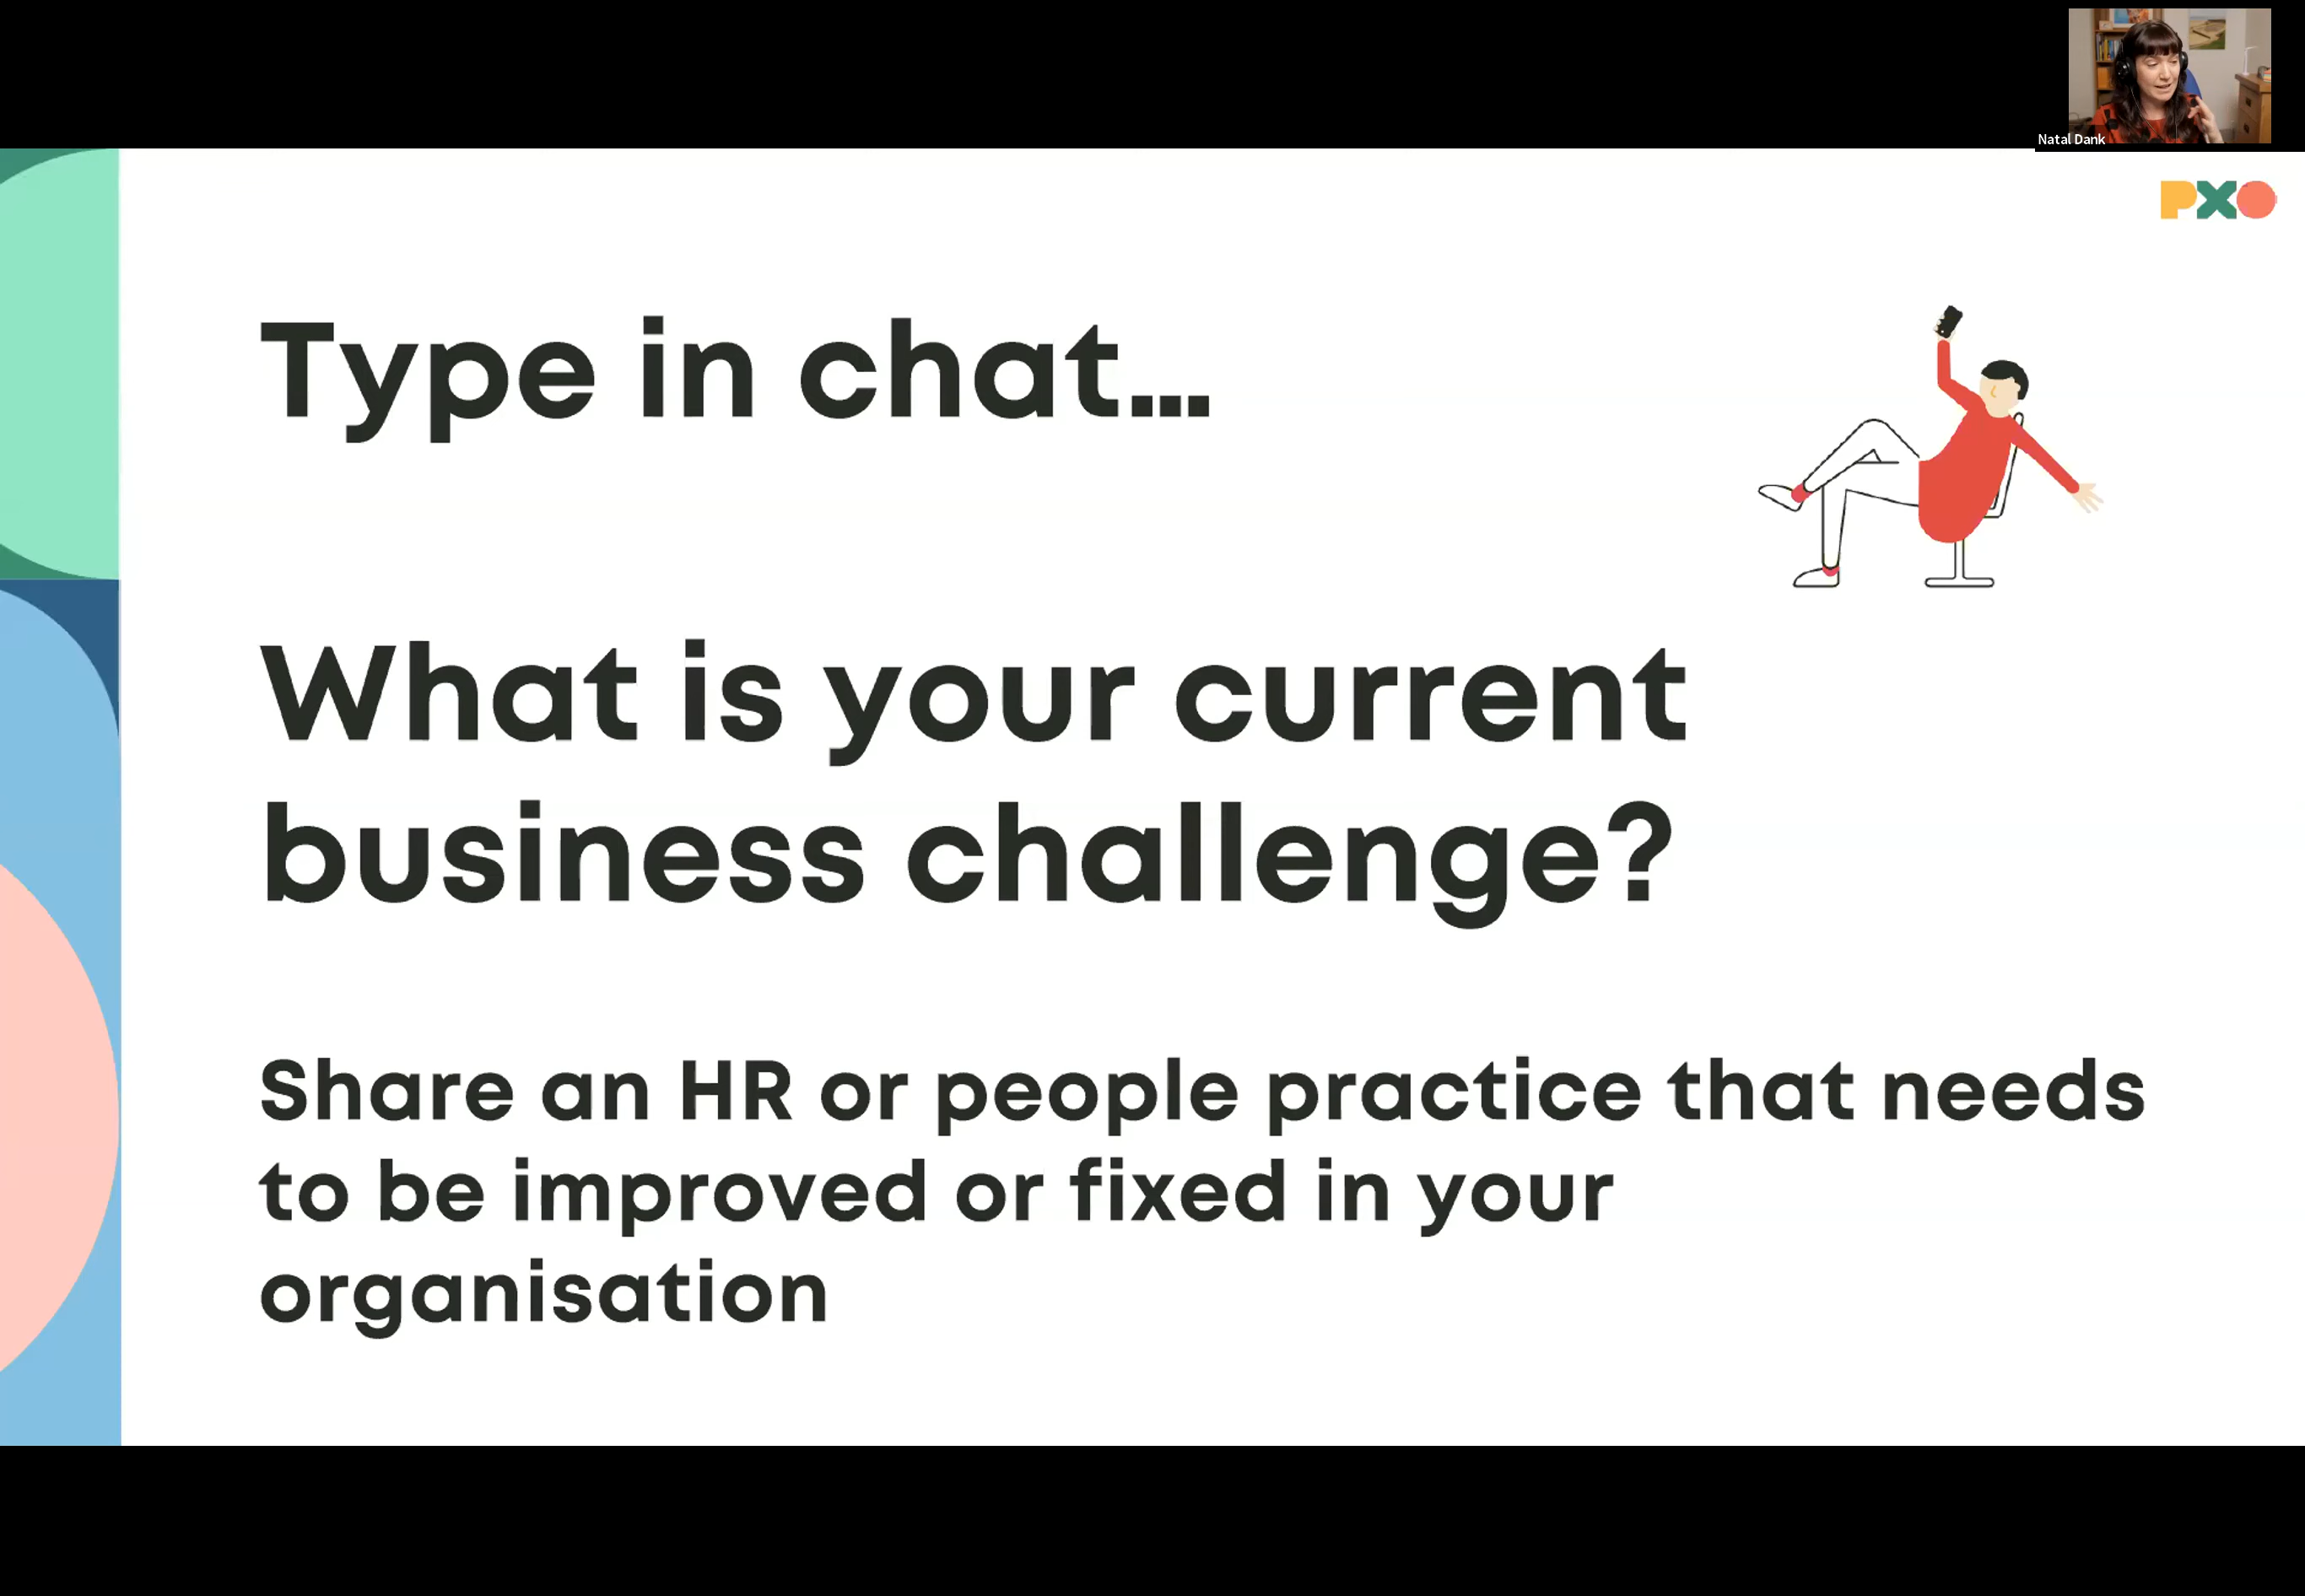 Natal Dank
PXO
Type in chat...
What is your current
business challenge?
Share an HR or people practice that needs
to be improved or fixed in your
organisation